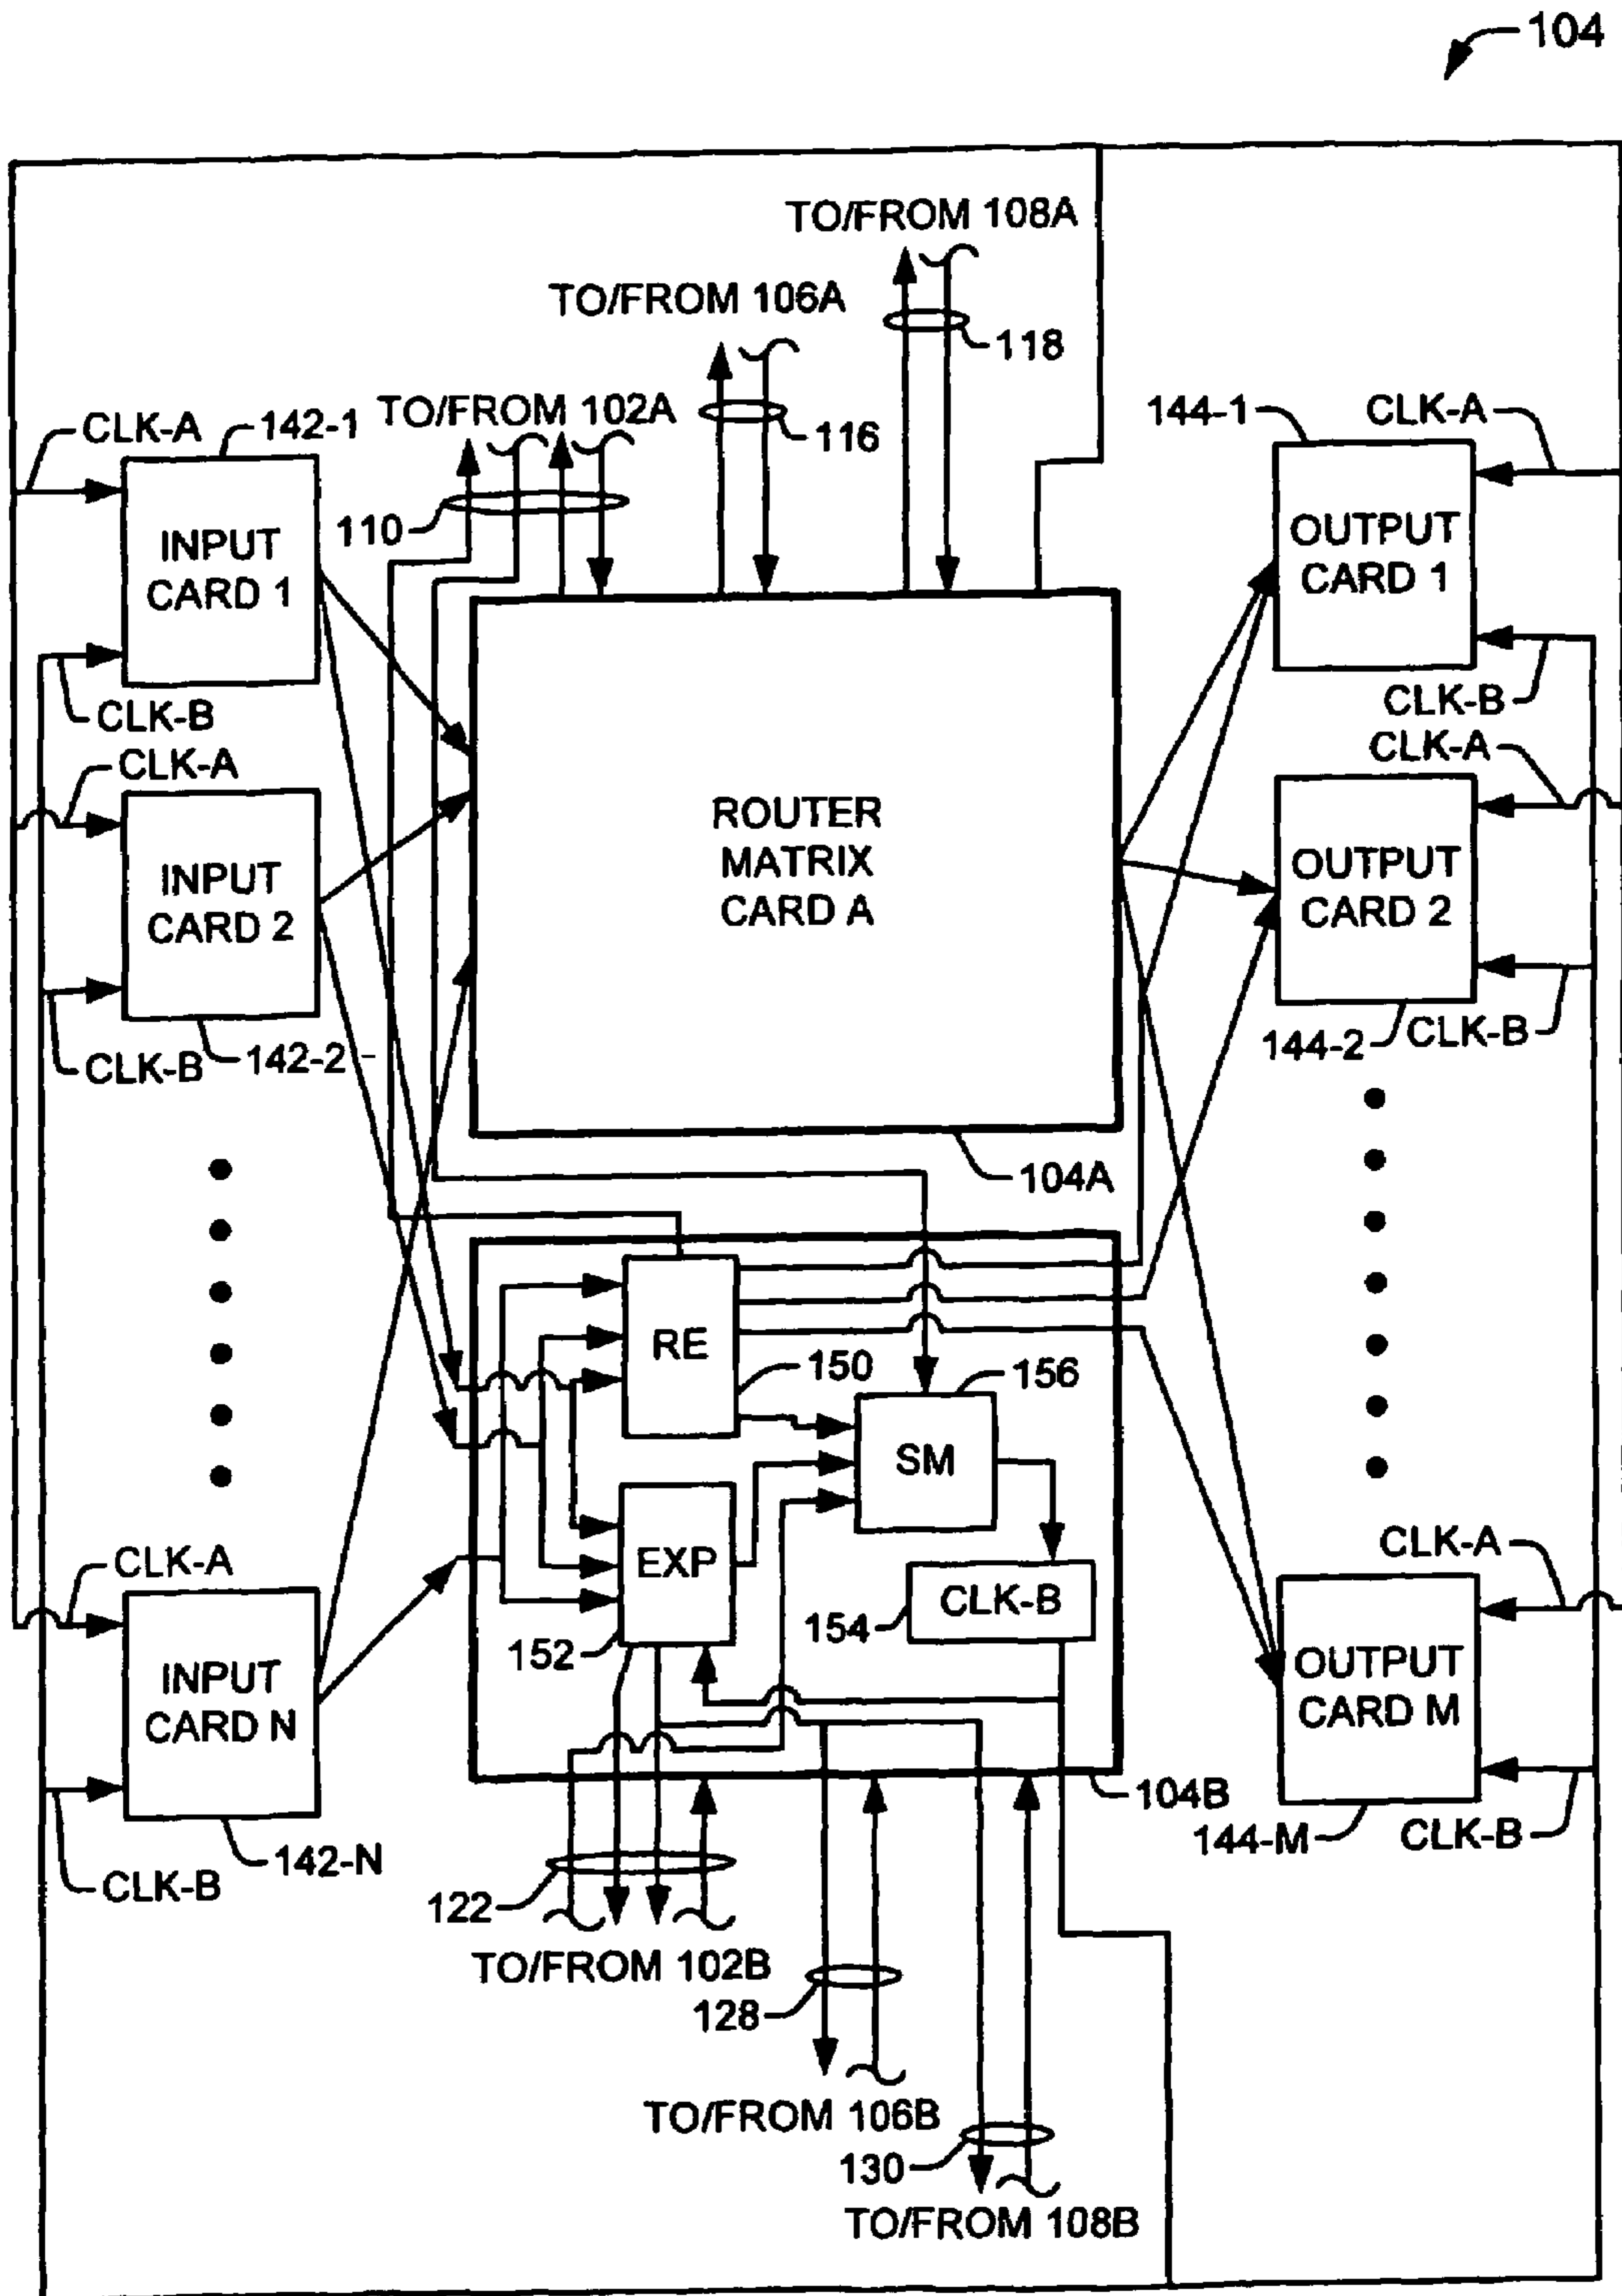 104
TO/FROM 108A
TO/FROM 106A
118
TO/FROM 102A
116
110
CLK-A
142-1
INPUT
CARD 1
CLK-B
144-1
CLK-A
OUTPUT
CARD 1
CLK-B
CLK-A
INPUT
CARD 2
CLK-B
142-2
ROUTER
MATRIX
CARD A
104A
CLK-A
OUTPUT
CARD 2
144-2
CLK-B
RE
150
156
SM
EXP
152
154
CLK-B
104B
CLK-A
INPUT
CARD N
142-N
CLK-B
CLK-A
OUTPUT
CARD M
144-M
CLK-B
122
TO/FROM 102B
128
TO/FROM 106B
130
TO/FROM 108B